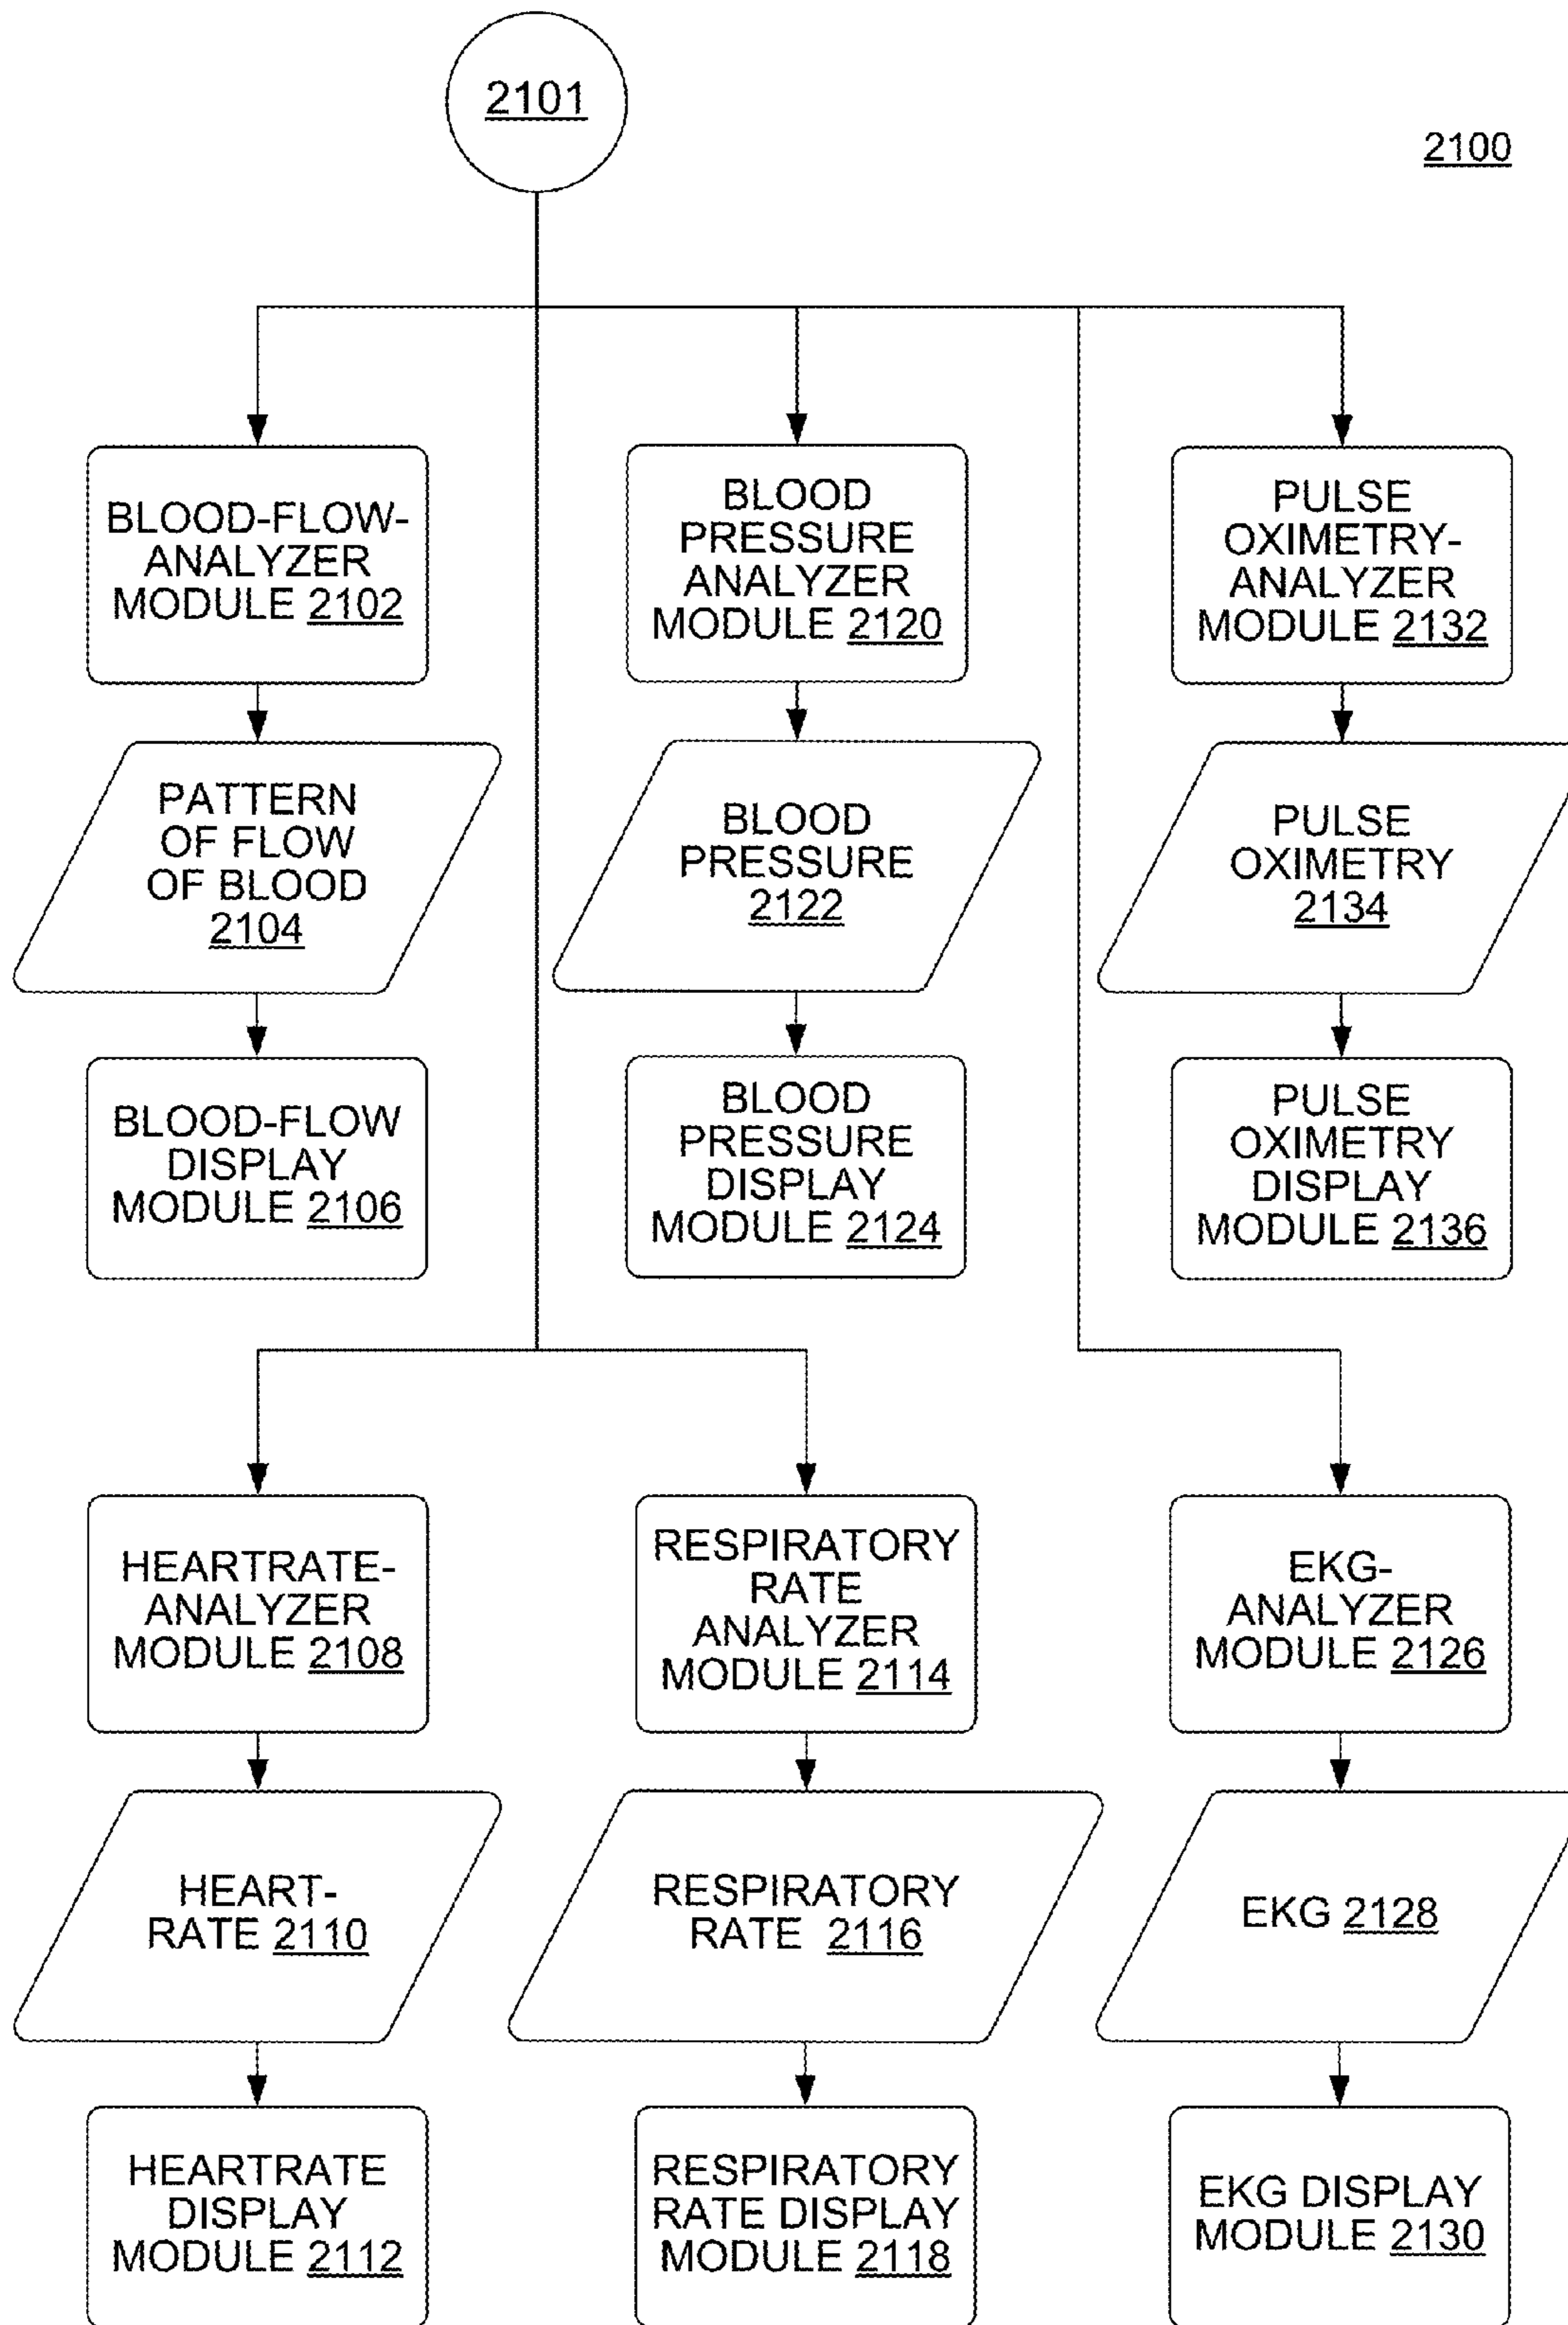 2101
2100
BLOOD-FLOW-
ANALYZER
MODULE 2102
BLOOD
PRESSURE
ANALYZER
MODULE 2120
PULSE
OXIMETRY-
ANALYZER
MODULE 2132
PATTERN
OF FLOW
OF BLOOD
2104
BLOOD
PRESSURE
2122
PULSE
OXIMETRY
2134
BLOOD-FLOW
DISPLAY
MODULE 2106
BLOOD
PRESSURE
DISPLAY
MODULE 2124
PULSE
OXIMETRY
DISPLAY
MODULE 2136
HEARTRATE-
ANALYZER
MODULE 2108
RESPIRATORY
RATE
ANALYZER
MODULE 2114
EKG-
ANALYZER
MODULE 2126
HEART-
RATE 2110
RESPIRATORY
RATE 2116
EKG 2128
HEARTRATE
DISPLAY
MODULE 2112
RESPIRATORY
RATE DISPLAY
MODULE 2118
EKG DISPLAY
MODULE 2130